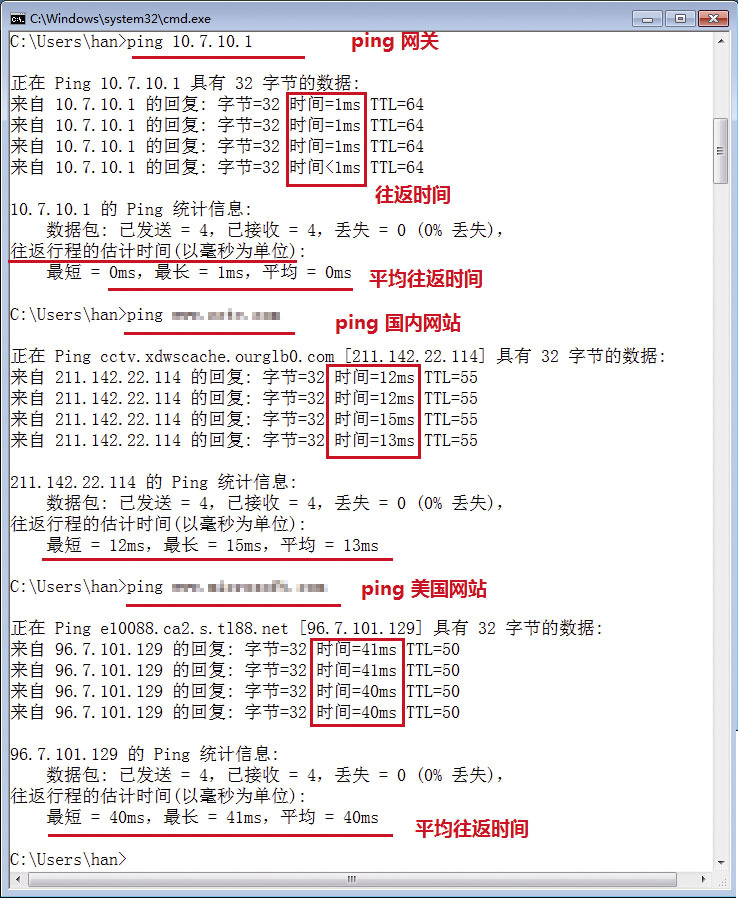 C:\Windows\system32\cmd.exe
C:\Users\han>ping 10.7.10.1
ping 网关
正在 Ping 10.7.10.1 具有 32 字节的数据:
来自 10.7.10.1 的回复: 字节=32 时间=1ms TTL=64
来自 10.7.10.1 的回复: 字节=32 时间=1ms TTL=64
来自 10.7.10.1 的回复: 字节=32 时间=1ms TTL=64
来自 10.7.10.1 的回复: 字节=32 时间<1ms TTL=64
往返时间
10.7.10.1 的 Ping 统计信息:
数据包: 已发送 = 4，已接收 = 4，丢失 = 0 (0% 丢失)，
往返行程的估计时间(以毫秒为单位):
最短 = 0ms，最长 = 1ms，平均 = 0ms
平均往返时间
C:\Users\han>ping
ping 国内网站
正在 Ping cctv.xdwscache.ourglb0.com [211.142.22.114] 具有 32 字节的数据:
来自 211.142.22.114 的回复: 字节=32 时间=12ms TTL=55
来自 211.142.22.114 的回复: 字节=32 时间=12ms TTL=55
来自 211.142.22.114 的回复: 字节=32 时间=15ms TTL=55
来自 211.142.22.114 的回复: 字节=32 时间=13ms TTL=55
211.142.22.114 的 Ping 统计信息:
数据包: 已发送 = 4，已接收 = 4，丢失 = 0 (0% 丢失)，
往返行程的估计时间(以毫秒为单位):
最短 = 12ms，最长 = 15ms，平均 = 13ms
C:\Users\han>ping
ping 美国网站
正在 Ping e10088.ca2.s.tl88.net [96.7.101.129] 具有 32 字节的数据:
来自 96.7.101.129 的回复: 字节=32 时间=41ms TTL=50
来自 96.7.101.129 的回复: 字节=32 时间=41ms TTL=50
来自 96.7.101.129 的回复: 字节=32 时间=40ms TTL=50
来自 96.7.101.129 的回复: 字节=32 时间=40ms TTL=50
96.7.101.129 的 Ping 统计信息:
数据包: 已发送 = 4，已接收 = 4，丢失 = 0 (0% 丢失)，
往返行程的估计时间(以毫秒为单位):
最短 = 40ms，最长 = 41ms，平均 = 40ms
平均往返时间
C:\Users\han>